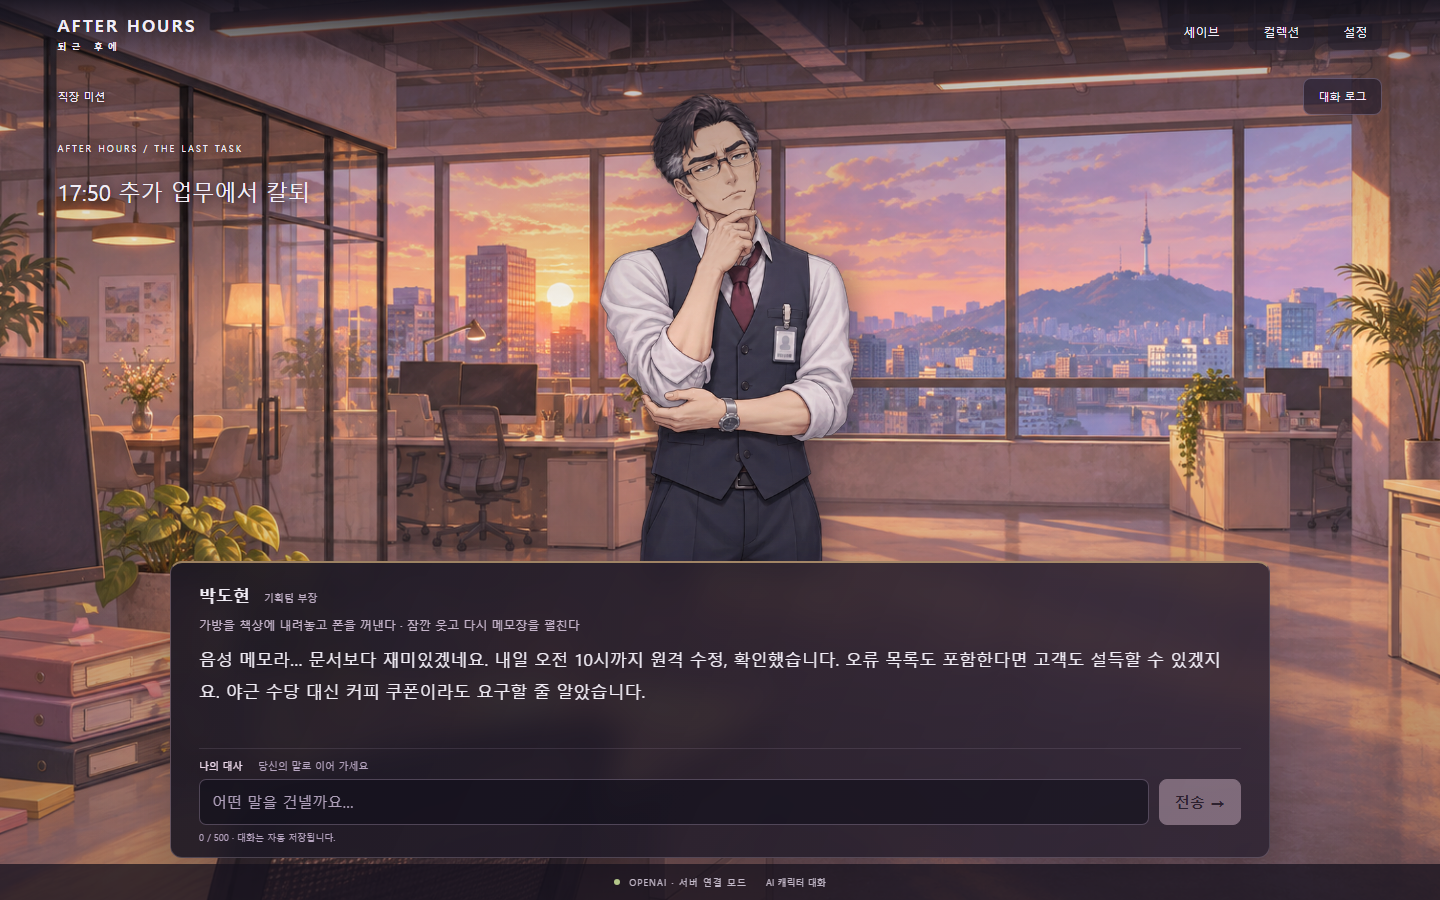 AFTER HOURS
퇴근 후에
세이브
컬렉션
설정
직장 미션
대화 로그
AFTER HOURS / THE LAST TASK
17:50 추가 업무에서 칼퇴
박도현 기획팀 부장
가방을 책상에 내려놓고 폰을 꺼낸다 · 잠깐 웃고 다시 메모장을 펼친다
음성 메모라... 문서보다 재미있겠네요. 내일 오전 10시까지 원격 수정, 확인했습니다. 오류 목록도 포함한다면 고객도 설득할 수 있겠지
요. 야근 수당 대신 커피 쿠폰이라도 요구할 줄 알았습니다.
나의 대사 당신의 말로 이어 가세요
어떤 말을 건넬까요...
전송 →
0 / 500 · 대화는 자동 저장됩니다.
OPENAI · 서버 연결 모드 AI 캐릭터 대화